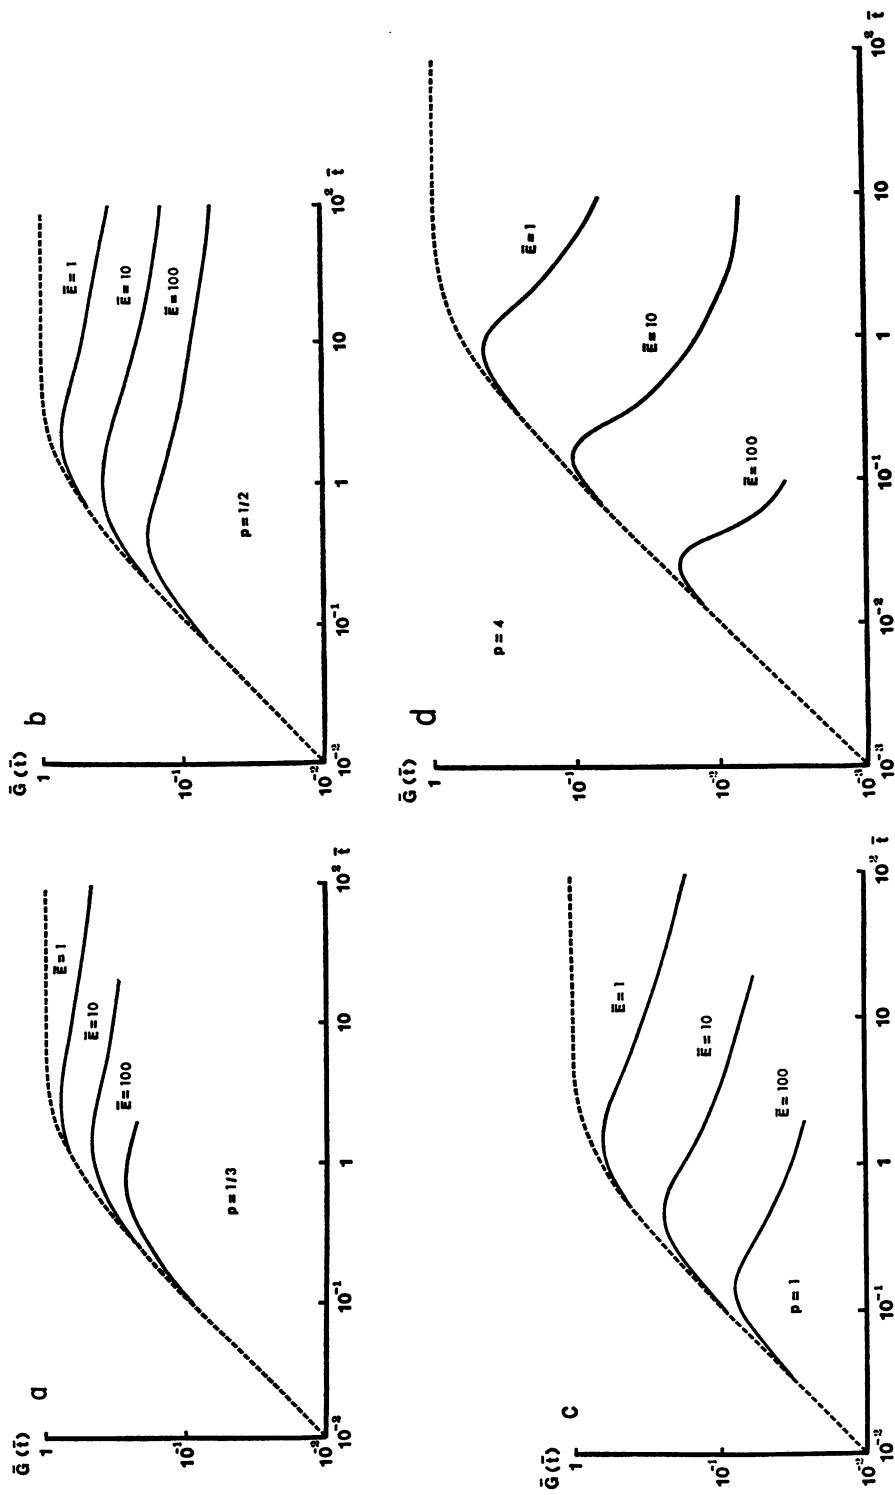 a
G̅ (t̅)
1
10⁻¹
10⁻²
10⁻²
10⁻¹
1
10
10² t̅
E̅ = 1
E̅ = 10
E̅ = 100
p = 1/3
b
G̅ (t̅)
1
10⁻¹
10⁻²
10⁻²
10⁻¹
1
10
10² t̅
E̅ = 1
E̅ = 10
E̅ = 100
p = 1/2
c
G̅ (t̅)
1
10⁻¹
10⁻²
10⁻²
10⁻¹
1
10
10² t̅
E̅ = 1
E̅ = 10
E̅ = 100
p = 1
d
G̅ (t̅)
1
10⁻¹
10⁻²
10⁻³
10⁻³
10⁻²
10⁻¹
1
10
10² t̅
E̅ = 1
E̅ = 10
E̅ = 100
p = 4